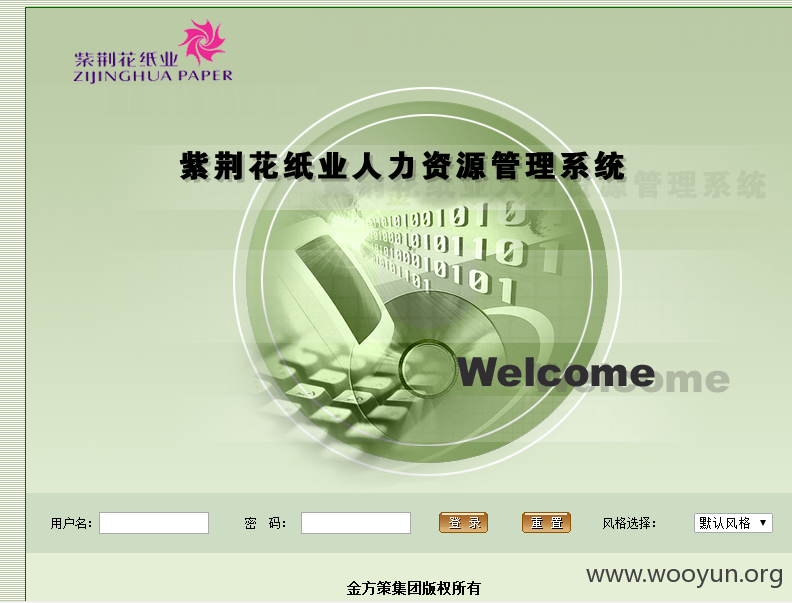 紫荆花纸业
ZIJINGHUA PAPER
紫荆花纸业人力资源管理系统
Welcome
用户名： 密 码： 登 录 重 置 风格选择： 默认风格
www.wooyun.org
金方策集团版权所有